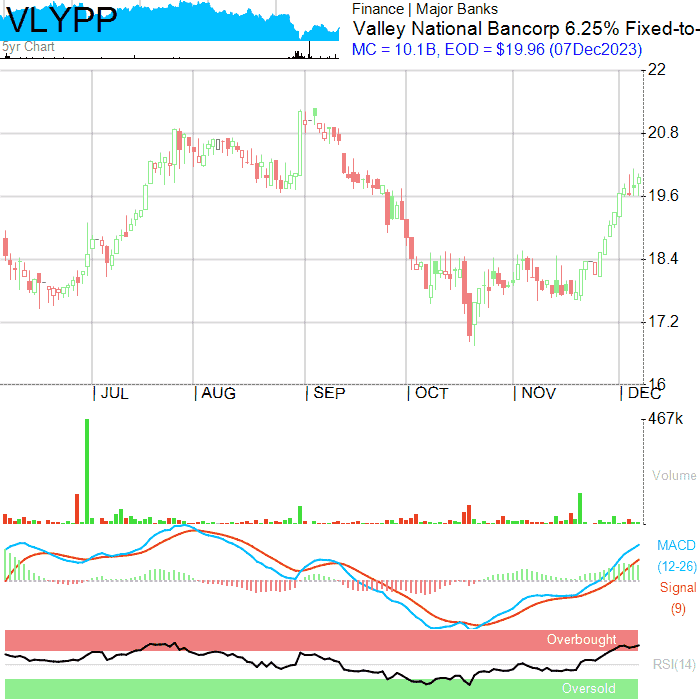 VLYPP
5yr Chart
Finance | Major Banks
Valley National Bancorp 6.25% Fixed-to-
MC = 10.1B, EOD = $19.96 (07Dec2023)
22
20.8
19.6
18.4
17.2
16
| JUL | AUG | SEP | OCT | NOV | DEC
467k
Volume
MACD
(12-26)
Signal
(9)
Overbought
RSI(14)
Oversold